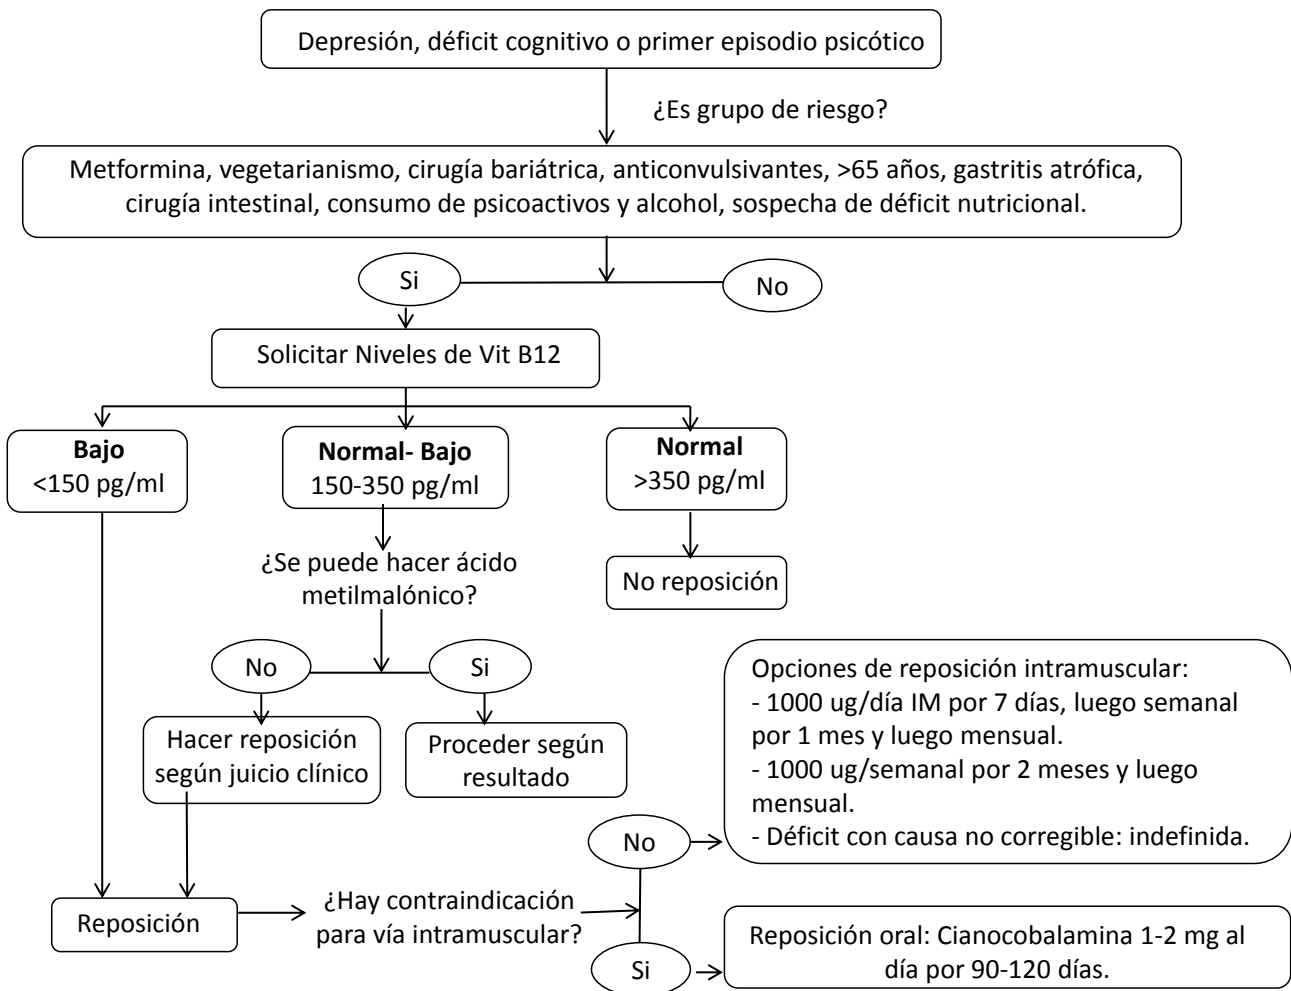 Depresión, déficit cognitivo o primer episodio psicótico
¿Es grupo de riesgo?
Metformina, vegetarianismo, cirugía bariátrica, anticonvulsivantes, >65 años, gastritis atrófica,
cirugía intestinal, consumo de psicoactivos y alcohol, sospecha de déficit nutricional.
Si
No
Solicitar Niveles de Vit B12
Bajo
<150 pg/ml
Normal- Bajo
150-350 pg/ml
Normal
>350 pg/ml
¿Se puede hacer ácido
metilmalónico?
No reposición
No
Si
Hacer reposición
según juicio clínico
Proceder según
resultado
Opciones de reposición intramuscular:
- 1000 ug/día IM por 7 días, luego semanal
por 1 mes y luego mensual.
- 1000 ug/semanal por 2 meses y luego
mensual.
- Déficit con causa no corregible: indefinida.
No
Reposición
¿Hay contraindicación
para vía intramuscular?
Si
Reposición oral: Cianocobalamina 1-2 mg al
día por 90-120 días.